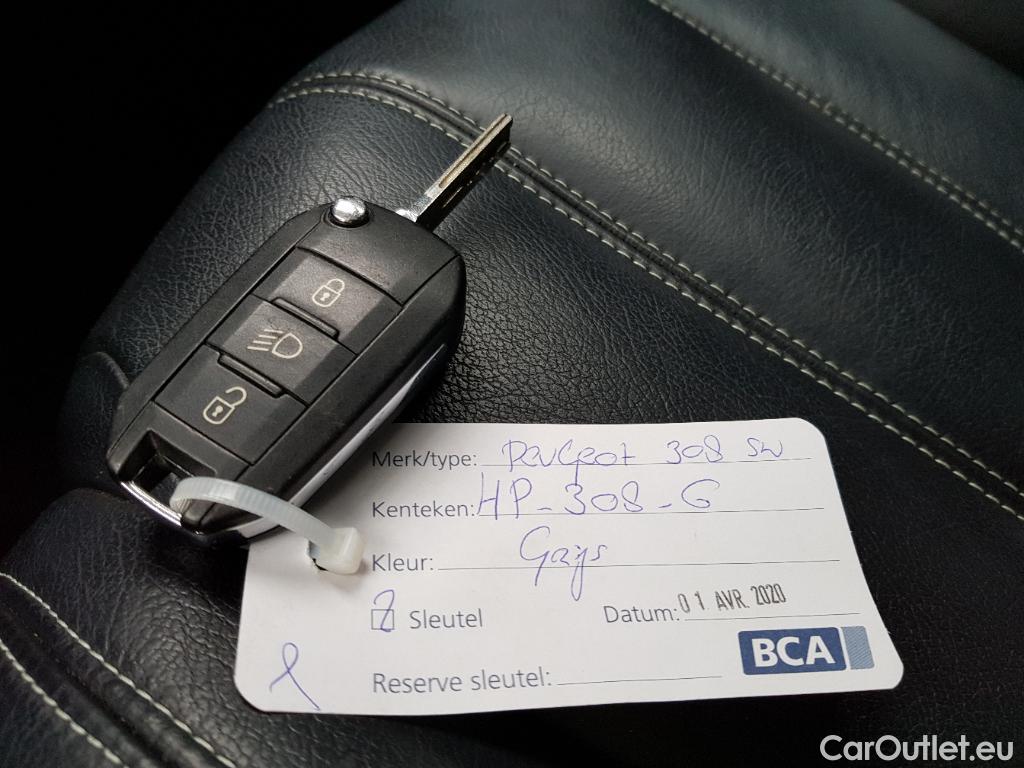 Merk/type: Peugeot 308 SW
Kenteken: HP-308-G
Kleur: Grijs
2 Sleutel
Datum: 01 AVR. 2020
BCA
Reserve sleutel:
CarOutlet.eu